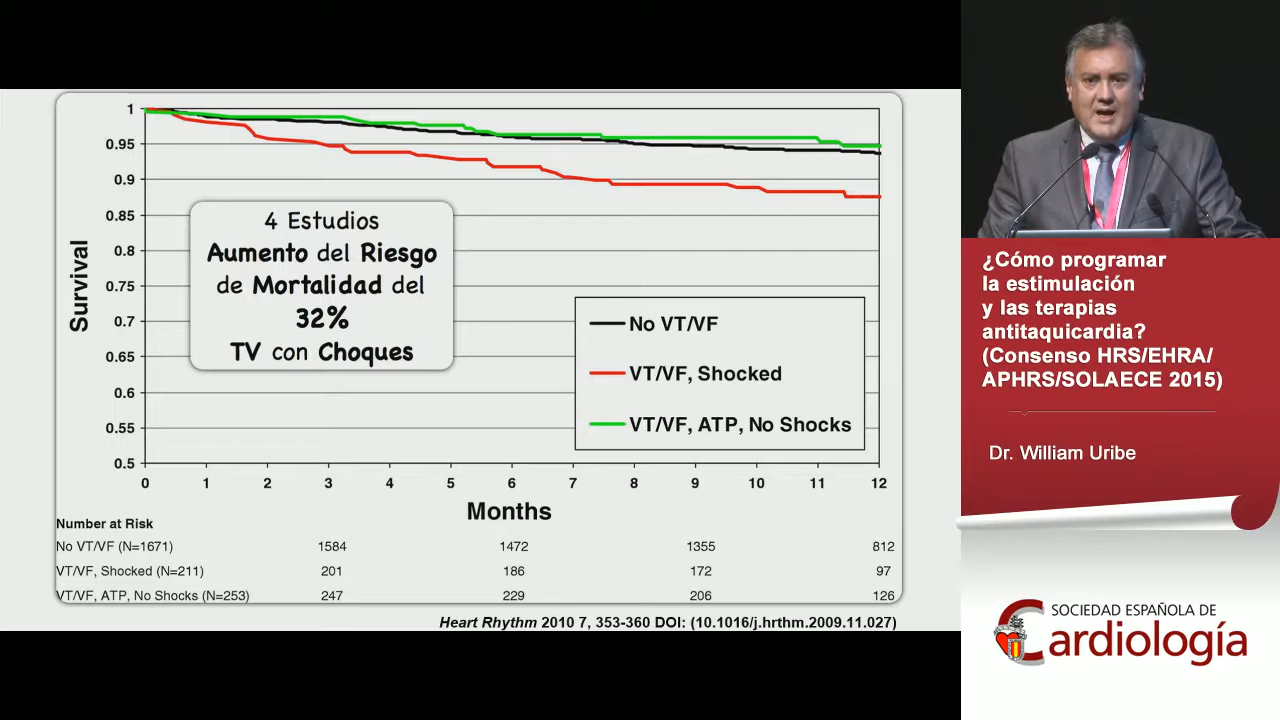 1
0.95
0.9
0.85
0.8
0.75
0.7
0.65
0.6
0.55
0.5
Survival
4 Estudios
Aumento del Riesgo
de Mortalidad del
32%
TV con Choques
No VT/VF
VT/VF, Shocked
VT/VF, ATP, No Shocks
0 1 2 3 4 5 6 7 8 9 10 11 12
Months
Number at Risk
No VT/VF (N=1671) 1584 1472 1355 812
VT/VF, Shocked (N=211) 201 186 172 97
VT/VF, ATP, No Shocks (N=253) 247 229 206 126
Heart Rhythm 2010 7, 353-360 DOI: (10.1016/j.hrthm.2009.11.027)
¿Cómo programar
la estimulación
y las terapias
antitaquicardia?
(Consenso HRS/EHRA/
APHRS/SOLAECE 2015)
Dr. William Uribe
SOCIEDAD ESPAÑOLA DE
Cardiología